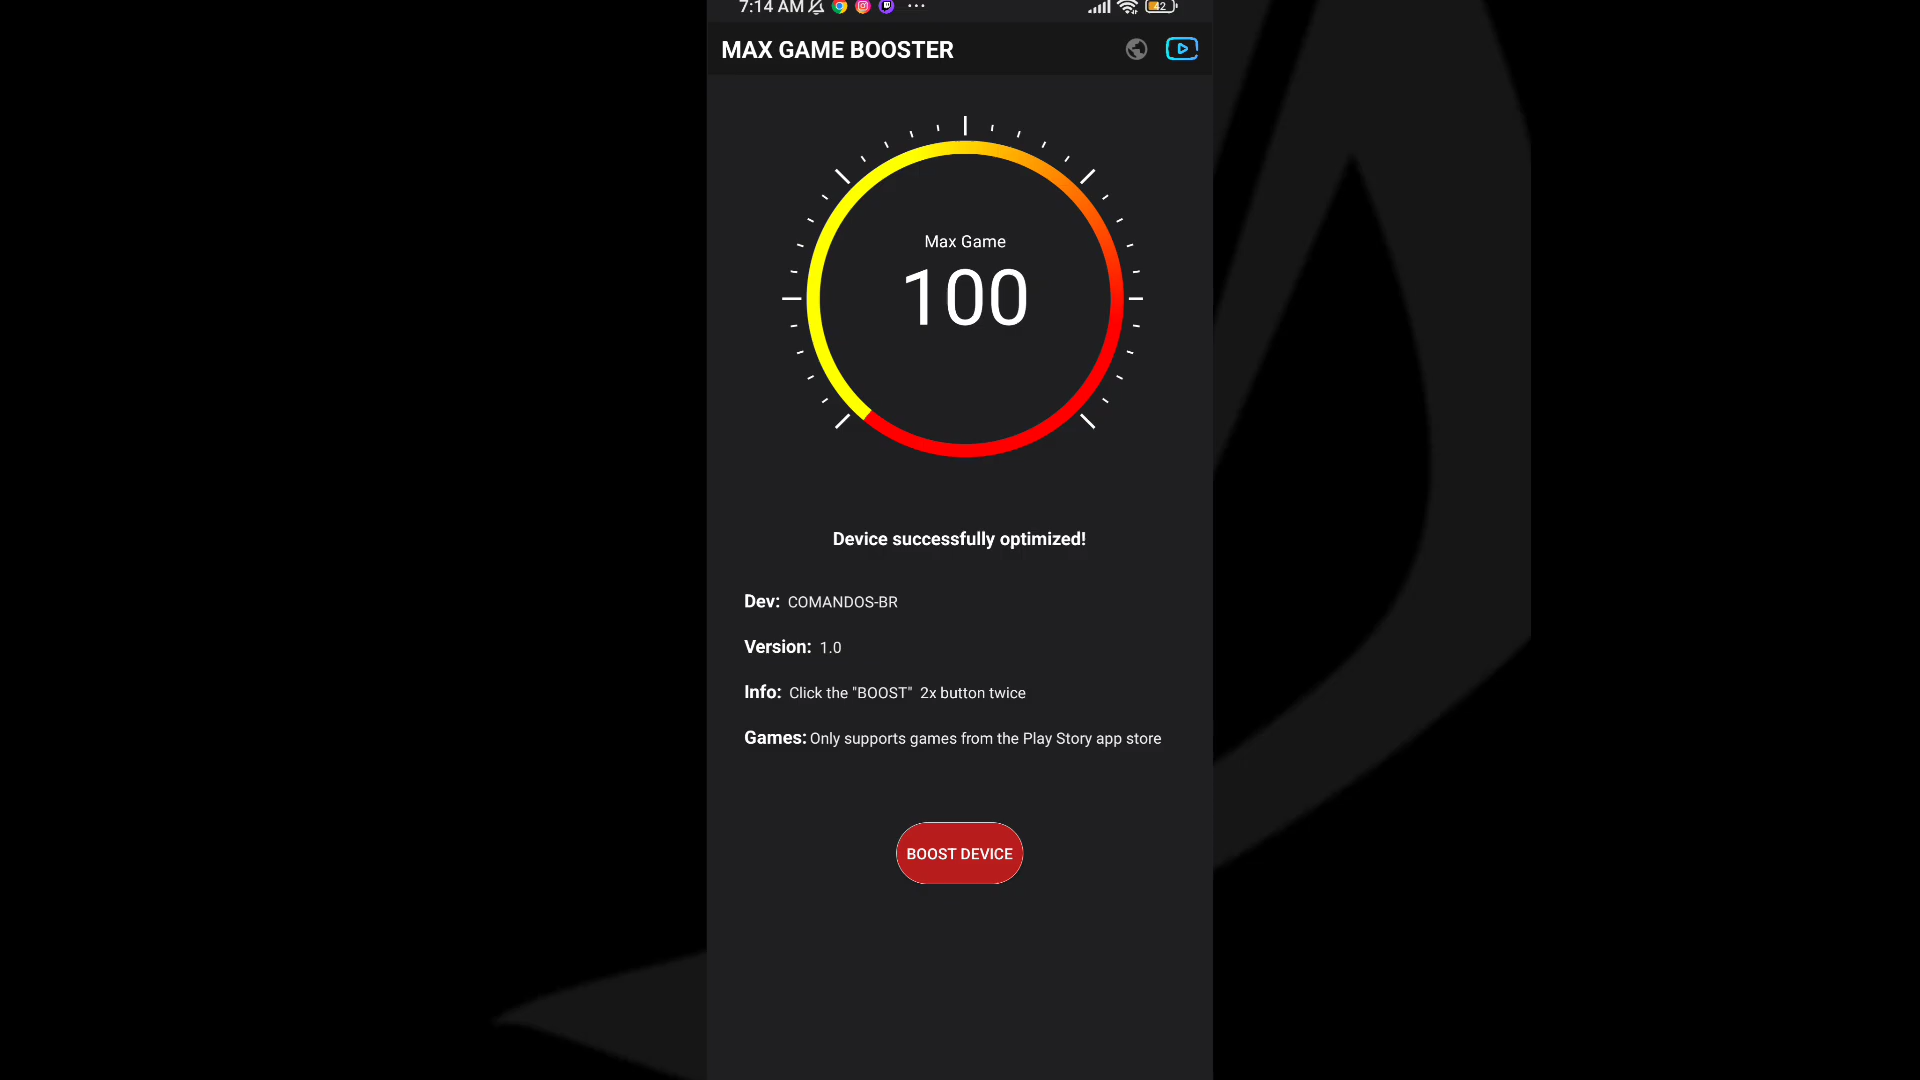 7:14 AM
42
MAX GAME BOOSTER
Max Game
100
Device successfully optimized!
Dev: COMANDOS-BR
Version: 1.0
Info: Click the "BOOST" 2x button twice
Games: Only supports games from the Play Story app store
BOOST DEVICE